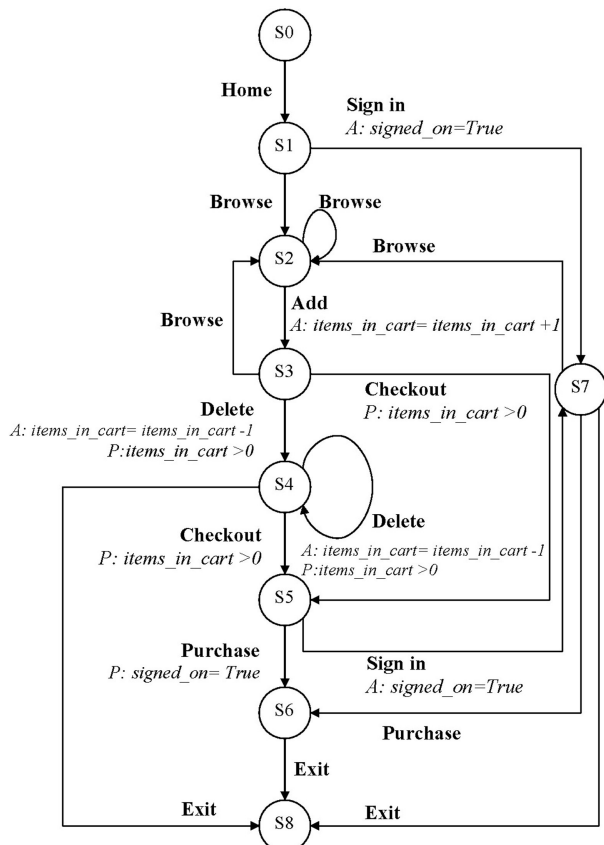 S0
Home
Sign in
A: signed_on=True
S1
Browse
Browse
S2
Browse
Add
A: items_in_cart= items_in_cart +1
Browse
S3
S7
Checkout
P: items_in_cart >0
Delete
A: items_in_cart= items_in_cart -1
P:items_in_cart >0
S4
Delete
A: items_in_cart= items_in_cart -1
P:items_in_cart >0
Checkout
P: items_in_cart >0
S5
Purchase
P: signed_on= True
Sign in
A: signed_on=True
S6
Purchase
Exit
Exit
Exit
S8